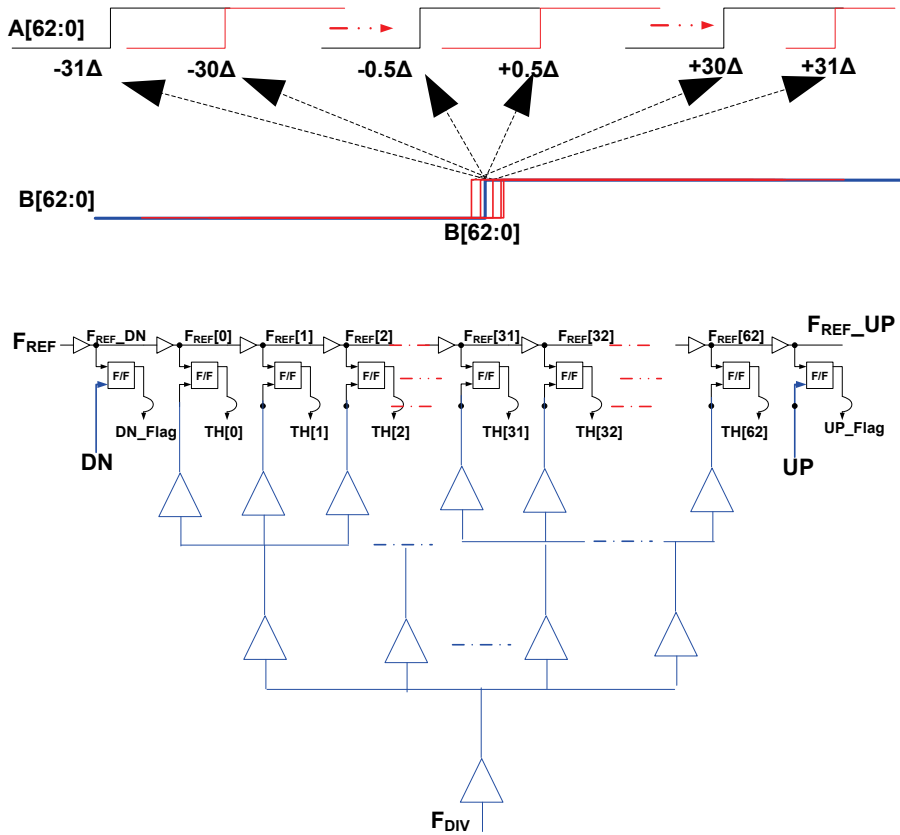 A[62:0]
-31Δ -30Δ -0.5Δ +0.5Δ +30Δ +31Δ
B[62:0]
B[62:0]
FREF FREF_DN FREF[0] FREF[1] FREF[2] FREF[31] FREF[32] FREF[62] FREF_UP
F/F F/F F/F F/F F/F F/F F/F F/F
DN_Flag TH[0] TH[1] TH[2] TH[31] TH[32] TH[62] UP_Flag
DN UP
FDIV